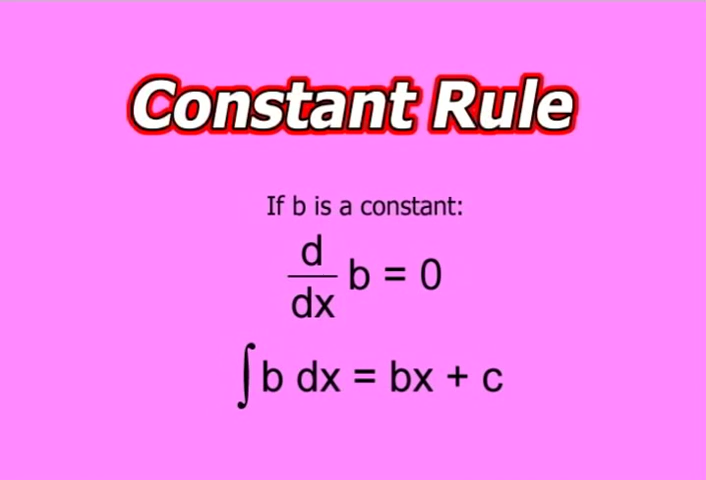 Constant Rule
If b is a constant:
d
dx b = 0
∫b dx = bx + c